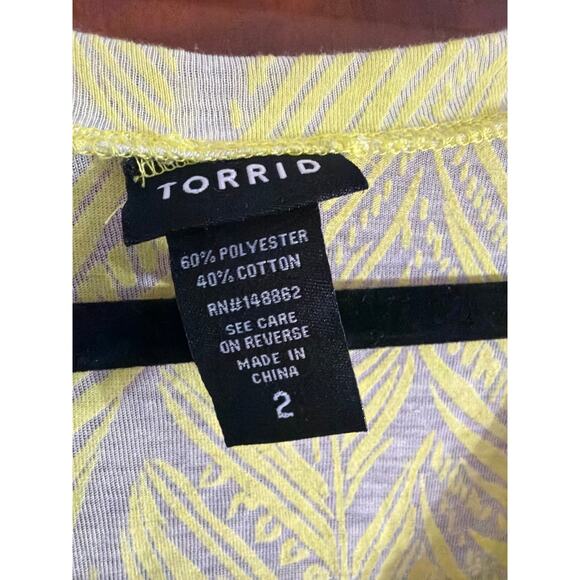 TORRID
60% POLYESTER
40% COTTON
RN#148862
SEE CARE
ON REVERSE
MADE IN
CHINA
2